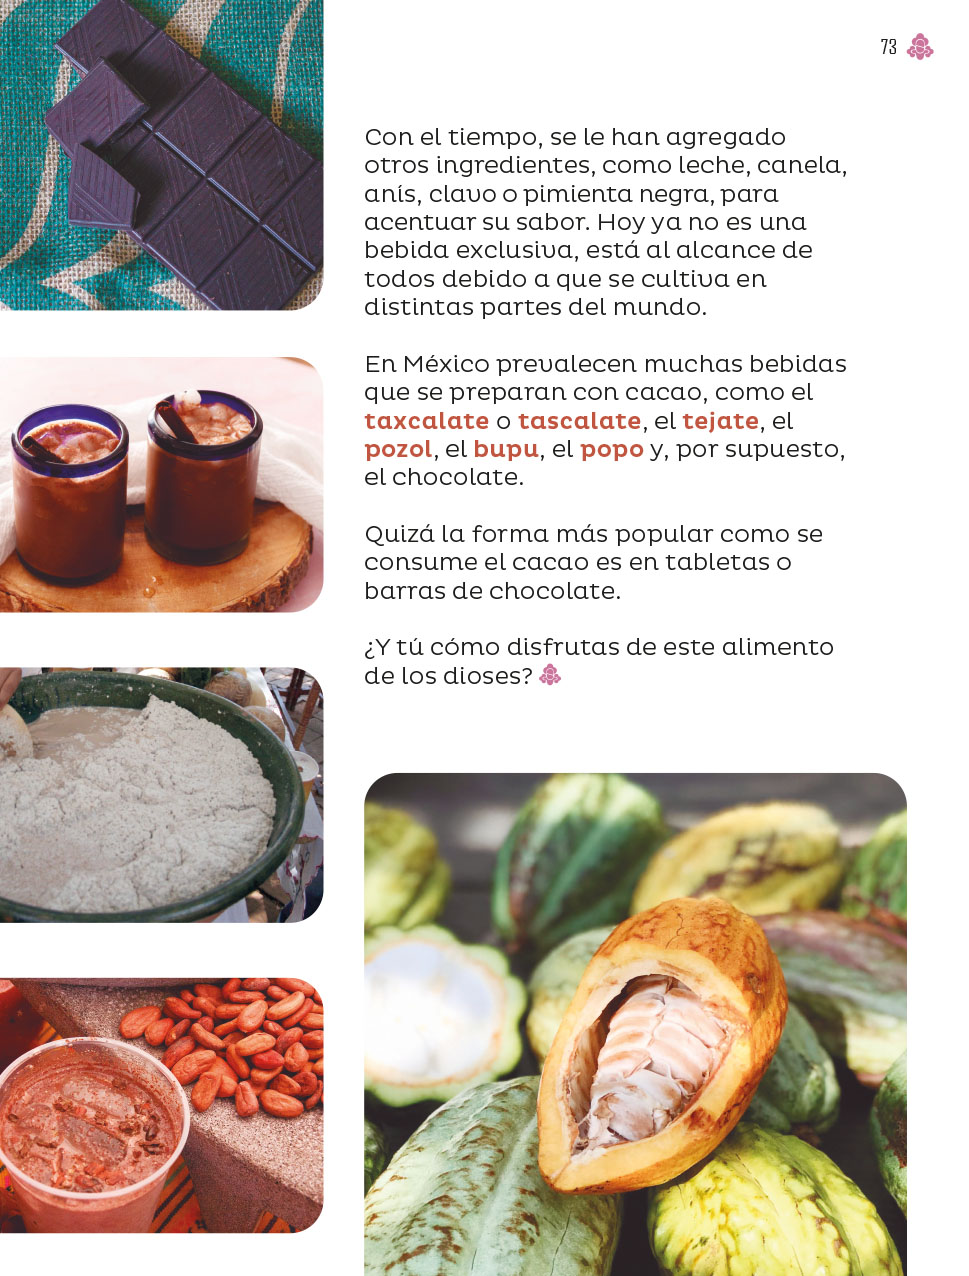 73
Con el tiempo, se le han agregado
otros ingredientes, como leche, canela,
anís, clavo o pimienta negra, para
acentuar su sabor. Hoy ya no es una
bebida exclusiva, está al alcance de
todos debido a que se cultiva en
distintas partes del mundo.
En México prevalecen muchas bebidas
que se preparan con cacao, como el
taxcalate o tascalate, el tejate, el
pozol, el bupu, el popo y, por supuesto,
el chocolate.
Quizá la forma más popular como se
consume el cacao es en tabletas o
barras de chocolate.
¿Y tú cómo disfrutas de este alimento
de los dioses?